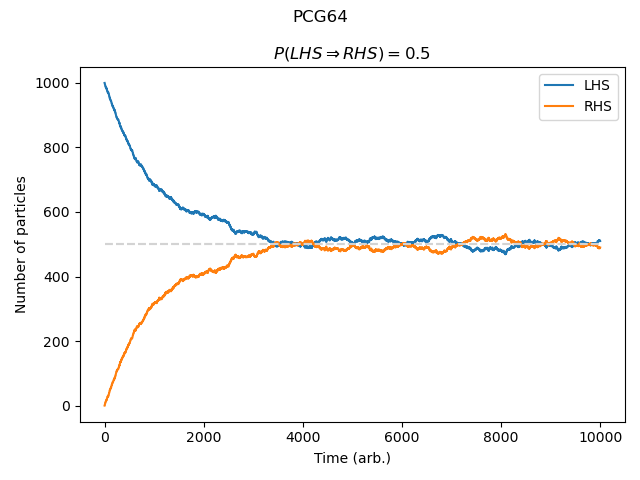 PCG64
P(LHS ⇒ RHS) = 0.5
LHS
RHS
Number of particles
1000
800
600
400
200
0
0 2000 4000 6000 8000 10000
Time (arb.)